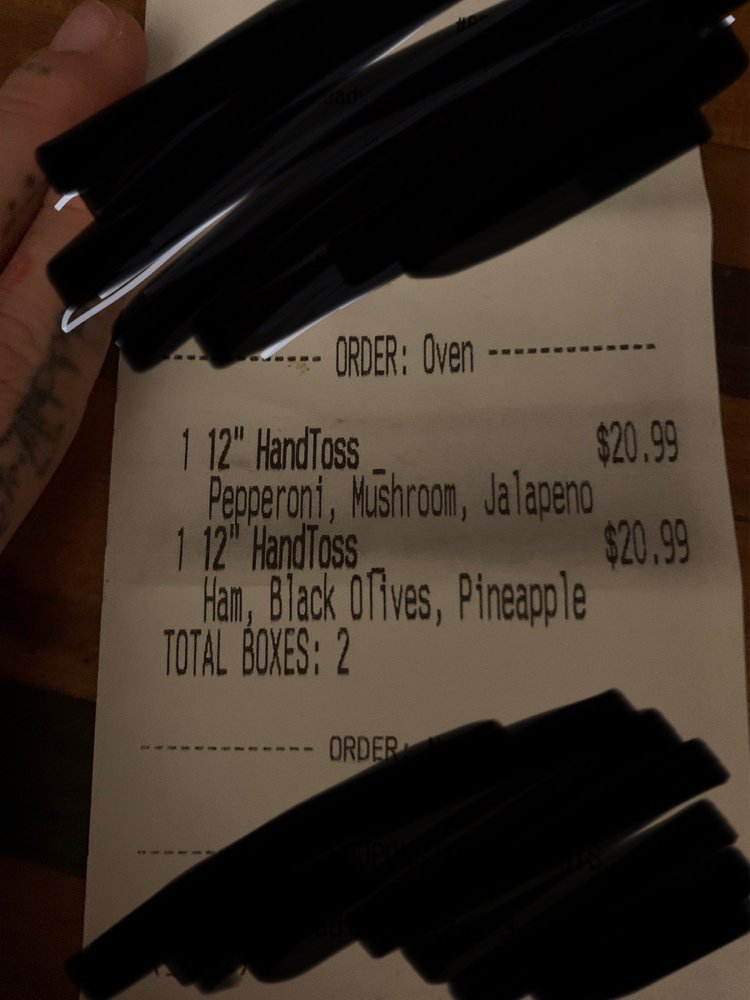 ---------- ORDER: Oven --------------
1 12" HandToss _ $20.99
Pepperoni, Mushroom, Jalapeno
1 12" HandToss _ $20.99
Ham, Black Olives, Pineapple
TOTAL BOXES: 2
-------------- ORDER: